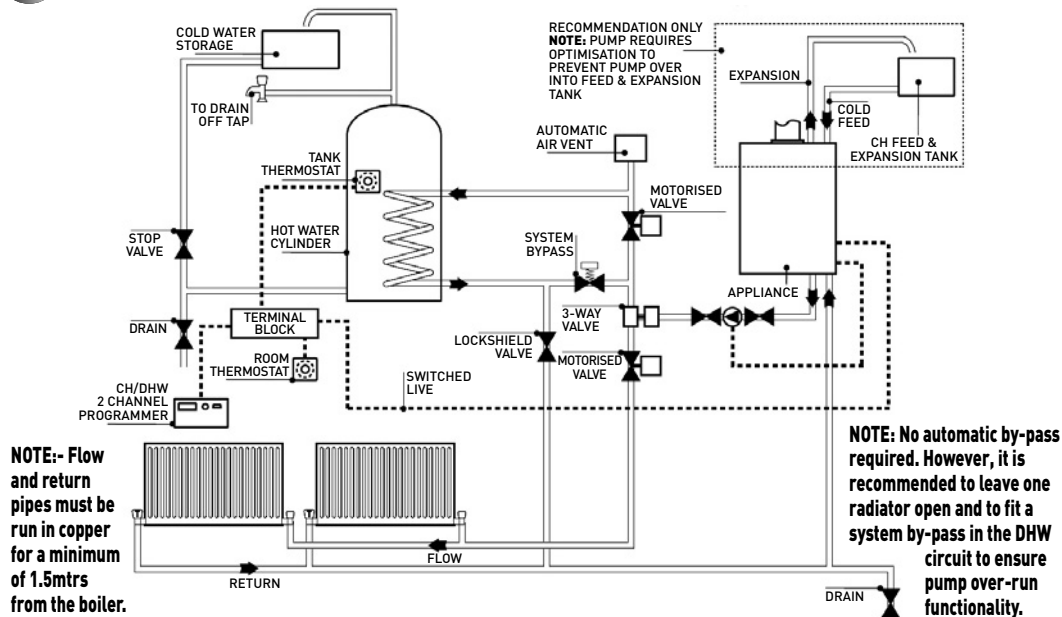 COLD WATER
STORAGE
TO DRAIN
OFF TAP
RECOMMENDATION ONLY
NOTE: PUMP REQUIRES
OPTIMISATION TO
PREVENT PUMP OVER
INTO FEED & EXPANSION
TANK
EXPANSION
COLD
FEED
CH FEED &
EXPANSION TANK
AUTOMATIC
AIR VENT
TANK
THERMOSTAT
MOTORISED
VALVE
STOP
VALVE
HOT WATER
CYLINDER
SYSTEM
BYPASS
APPLIANCE
3-WAY
VALVE
DRAIN
TERMINAL
BLOCK
LOCKSHIELD
VALVE
MOTORISED
VALVE
ROOM
THERMOSTAT
SWITCHED
LIVE
CH/DHW
2 CHANNEL
PROGRAMMER
NOTE:- Flow
and return
pipes must be
run in copper
for a minimum
of 1.5mtrs
from the boiler.
FLOW
RETURN
NOTE: No automatic by-pass
required. However, it is
recommended to leave one
radiator open and to fit a
system by-pass in the DHW
circuit to ensure
pump over-run
functionality.
DRAIN